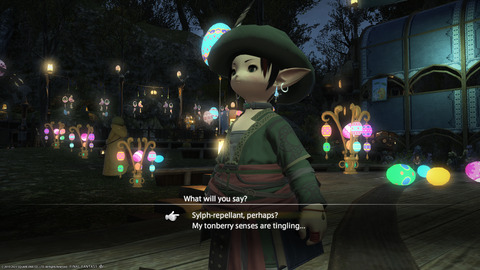 What will you say?
Sylph-repellant, perhaps?
My tonberry senses are tingling...